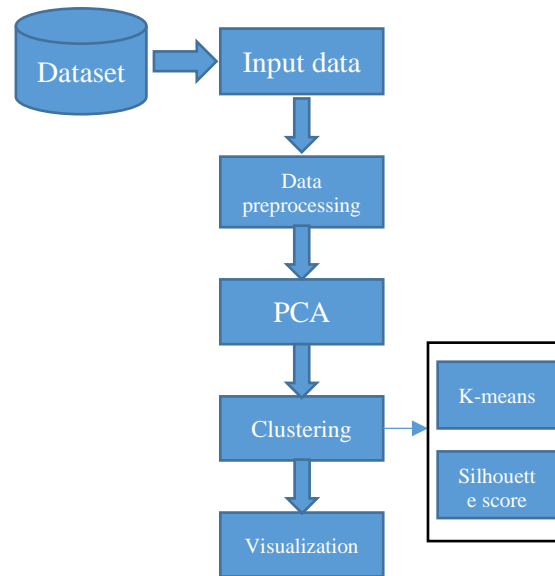 Dataset
Input data
Data
preprocessing
PCA
Clustering
K-means
Silhouett
e score
Visualization